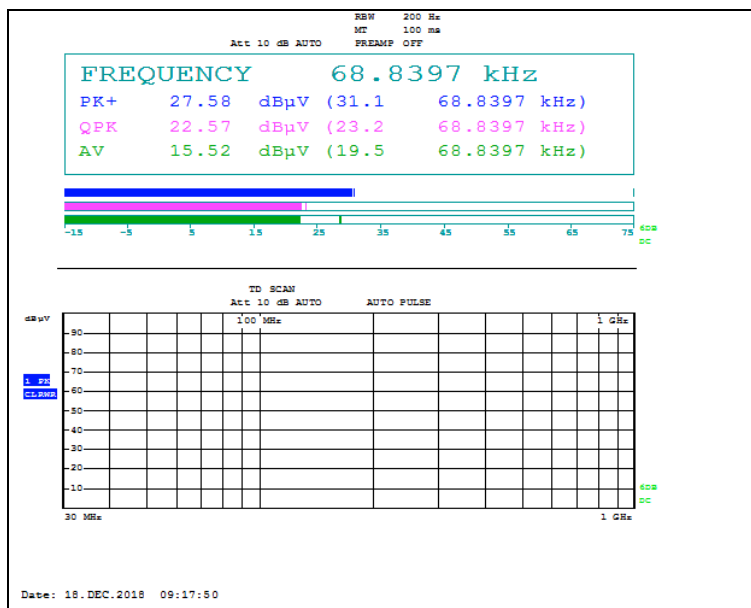 RBW 200 Hz
MT 100 ms
Att 10 dB AUTO PREAMP OFF
FREQUENCY 68.8397 kHz
PK+ 27.58 dBµV (31.1 68.8397 kHz)
QPK 22.57 dBµV (23.2 68.8397 kHz)
AV 15.52 dBµV (19.5 68.8397 kHz)
-15 -5 5 15 25 35 45 55 65 75
6DB
DC
TD SCAN
Att 10 dB AUTO AUTO PULSE
dBµV
100 MHz 1 GHz
90
80
70
1 PK
60
CLRWR
50
40
30
20
10
6DB
DC
30 MHz 1 GHz
Date: 18.DEC.2018 09:17:50